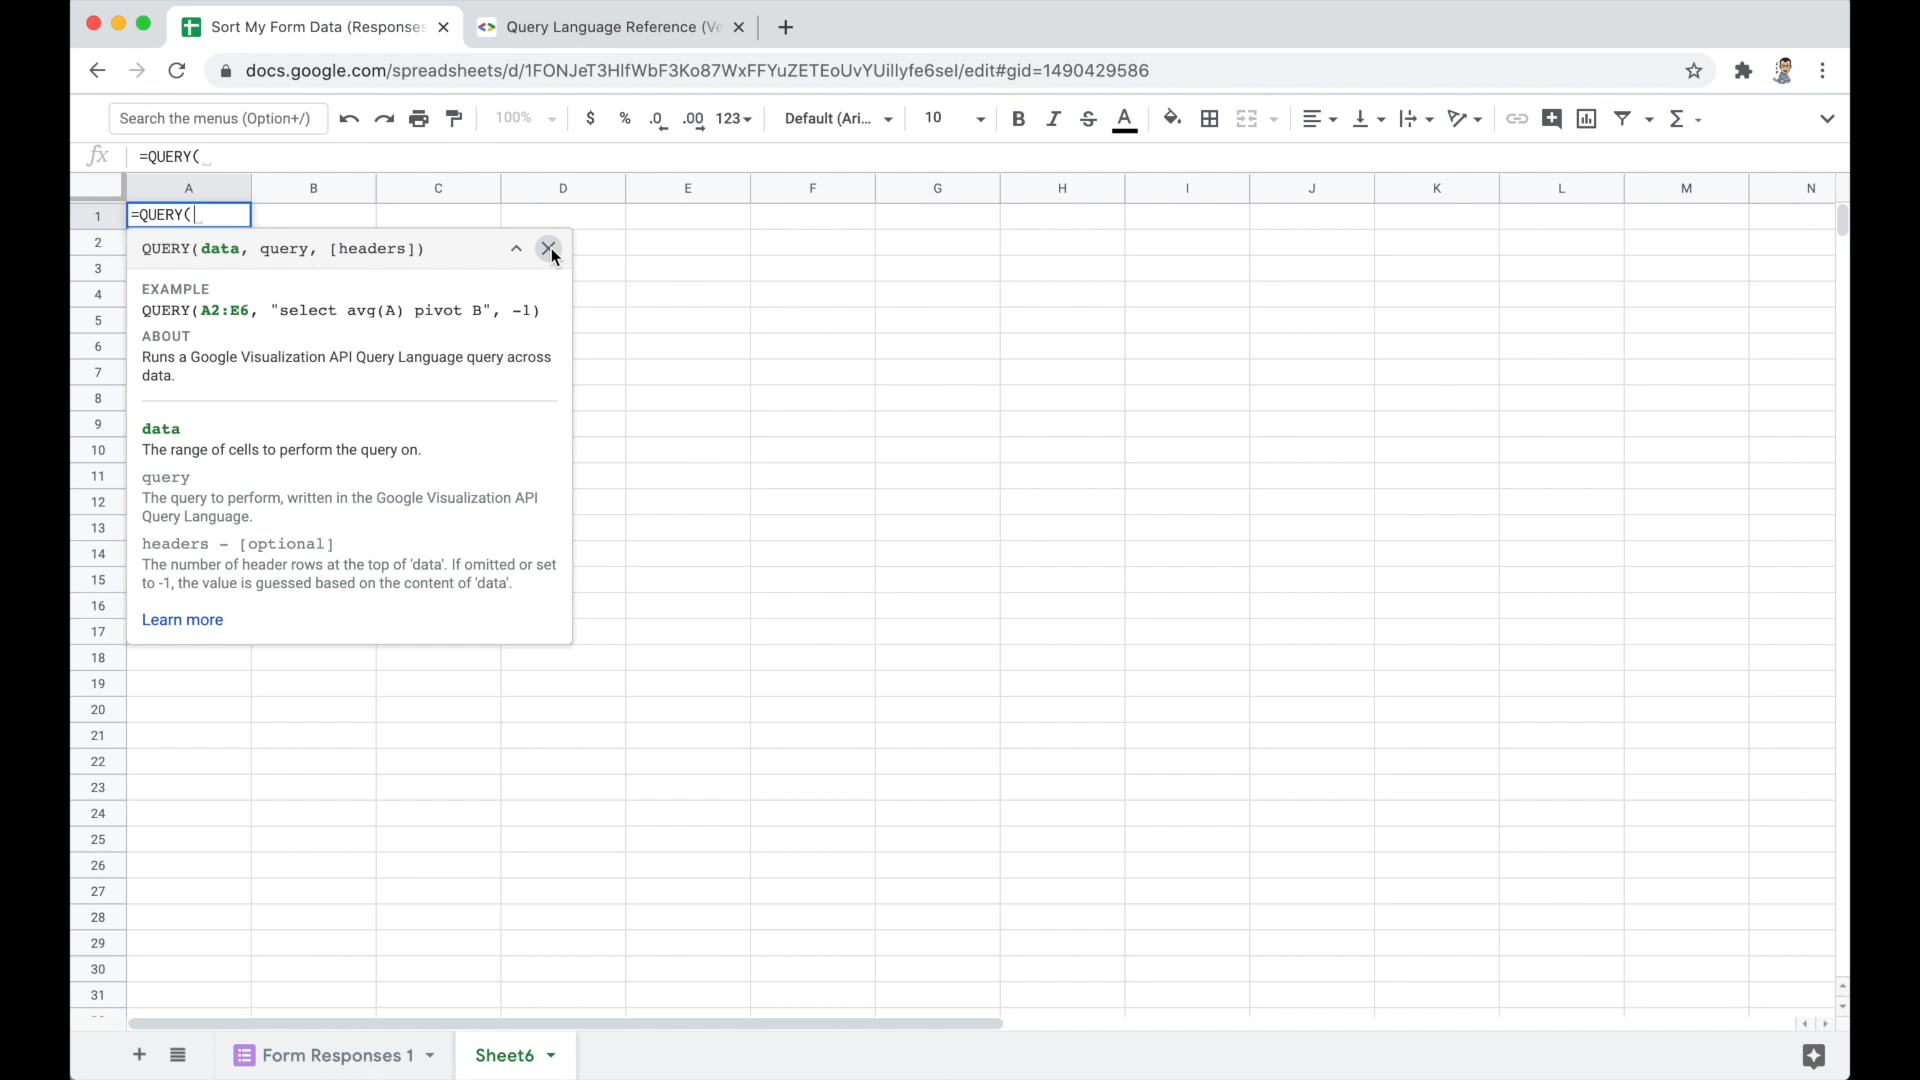 Sort My Form Data (Responses
Query Language Reference (Ve
docs.google.com/spreadsheets/d/1FONJeT3HlfWbF3Ko87WxFFYuZETEoUvYUillyfe6sel/edit#gid=1490429586
Search the menus (Option+/)
100%
$
%
.0
.00
123
Default (Ari...
10
B
I
S
A
Σ
fx
=QUERY(
A B C D E F G H I J K L M N
1
=QUERY(
2
QUERY(data, query, [headers])
3
EXAMPLE
4
QUERY(A2:E6, "select avg(A) pivot B", -1)
5
ABOUT
6
Runs a Google Visualization API Query Language query across
7
data.
8
9
data
10
The range of cells to perform the query on.
11
query
12
The query to perform, written in the Google Visualization API
Query Language.
13
14
headers - [optional]
The number of header rows at the top of 'data'. If omitted or set
15
to -1, the value is guessed based on the content of 'data'.
16
Learn more
17
18
19
20
21
22
23
24
25
26
27
28
29
30
31
Form Responses 1
Sheet6